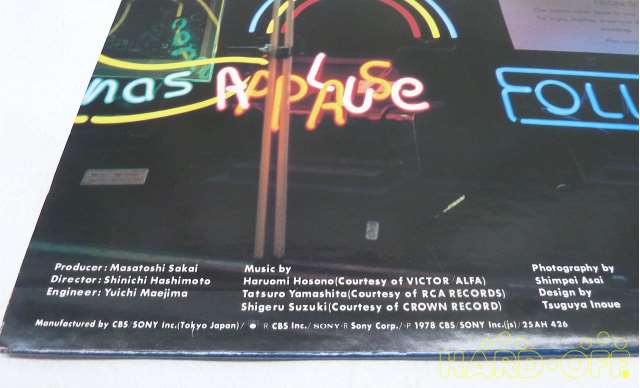 nas APPLAUSE FOLL
Producer: Masatoshi Sakai
Director: Shinichi Hashimoto
Engineer: Yuichi Maejima
Music by
Haruomi Hosono (Courtesy of VICTOR/ALFA)
Tatsuro Yamashita (Courtesy of RCA RECORDS)
Shigeru Suzuki (Courtesy of CROWN RECORD)
Photography by
Shimpei Asai
Design by
Tsuguya Inoue
Manufactured by CBS/SONY Inc. (Tokyo Japan)/ ● R CBS Inc./SONY·R Sony Corp./℗ 1978 CBS/SONY Inc.(js)/25AH 426
HARD-OFF